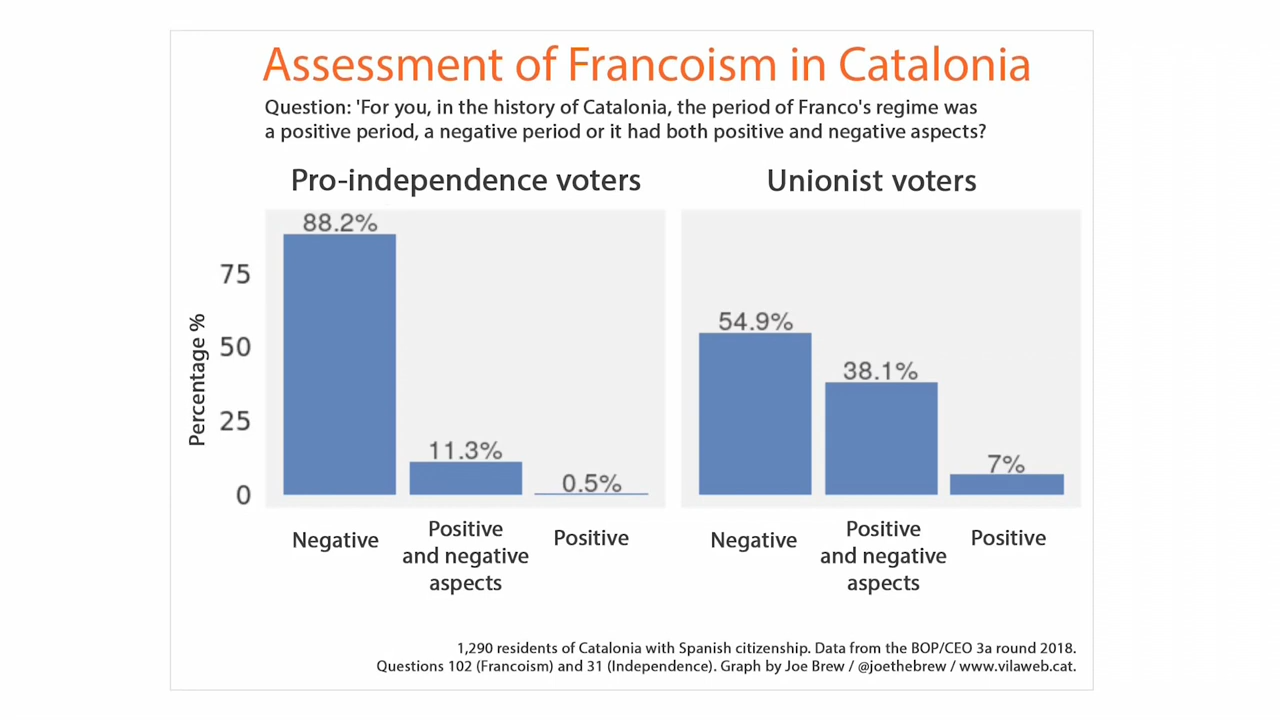 Assessment of Francoism in Catalonia
Question: 'For you, in the history of Catalonia, the period of Franco's regime was
a positive period, a negative period or it had both positive and negative aspects?
Pro-independence voters
88.2%
11.3%
0.5%
Percentage %
75
50
25
0
Negative
Positive
and negative
aspects
Positive
Unionist voters
54.9%
38.1%
7%
Negative
Positive
and negative
aspects
Positive
1,290 residents of Catalonia with Spanish citizenship. Data from the BOP/CEO 3a round 2018.
Questions 102 (Francoism) and 31 (Independence). Graph by Joe Brew / @joethebrew / www.vilaweb.cat.